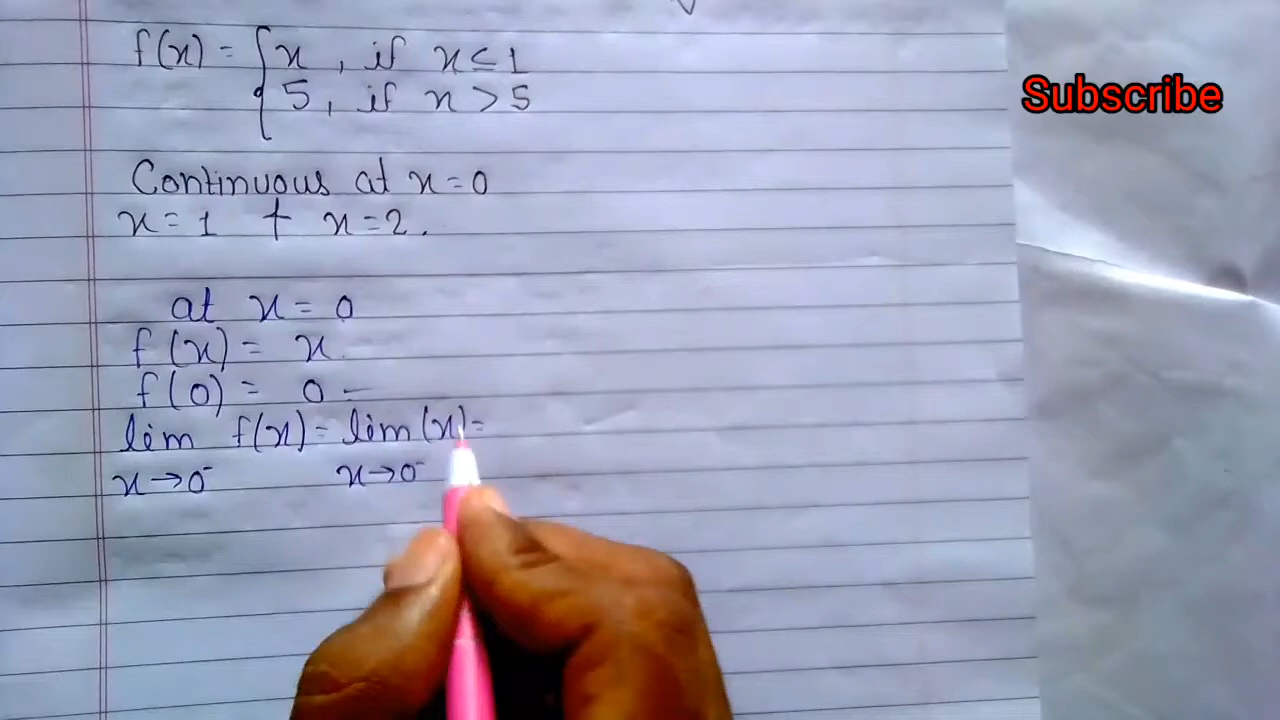 f(x) = { x , if x ≤ 1
5 , if x > 5
Subscribe
Continuous at x = 0
x = 1 + x = 2 .
at x = 0
f(x) = x
f(0) = 0 –
lim f(x) = lim (x) =
x → 0⁻ x → 0⁻